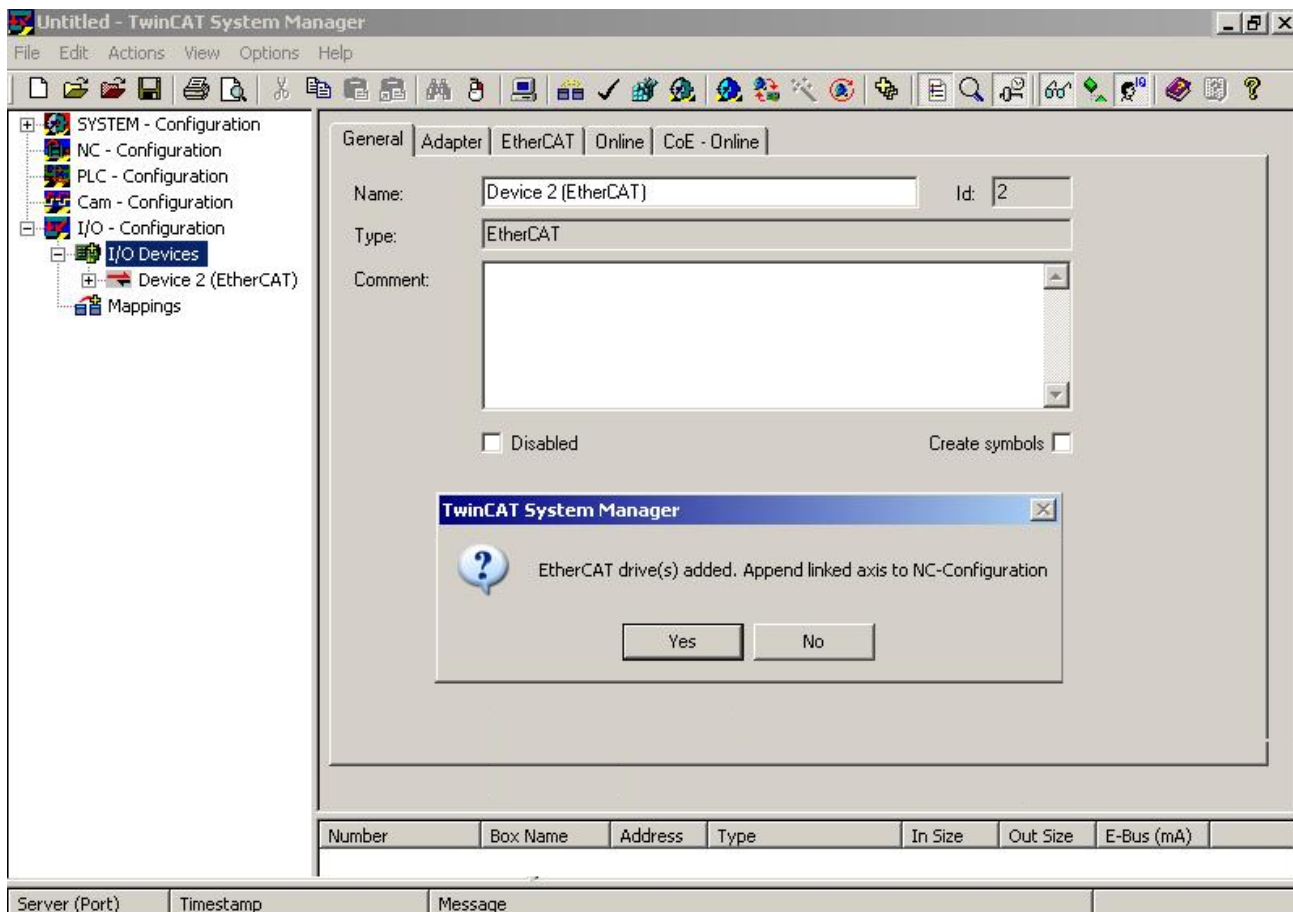 Untitled - TwinCAT System Manager
File Edit Actions View Options Help
SYSTEM - Configuration
NC - Configuration
PLC - Configuration
Cam - Configuration
I/O - Configuration
I/O Devices
Device 2 (EtherCAT)
Mappings
General Adapter EtherCAT Online CoE - Online
Name: Device 2 (EtherCAT) Id: 2
Type: EtherCAT
Comment:
Disabled Create symbols
TwinCAT System Manager
EtherCAT drive(s) added. Append linked axis to NC-Configuration
Yes No
Number Box Name Address Type In Size Out Size E-Bus (mA)
Server (Port) Timestamp Message